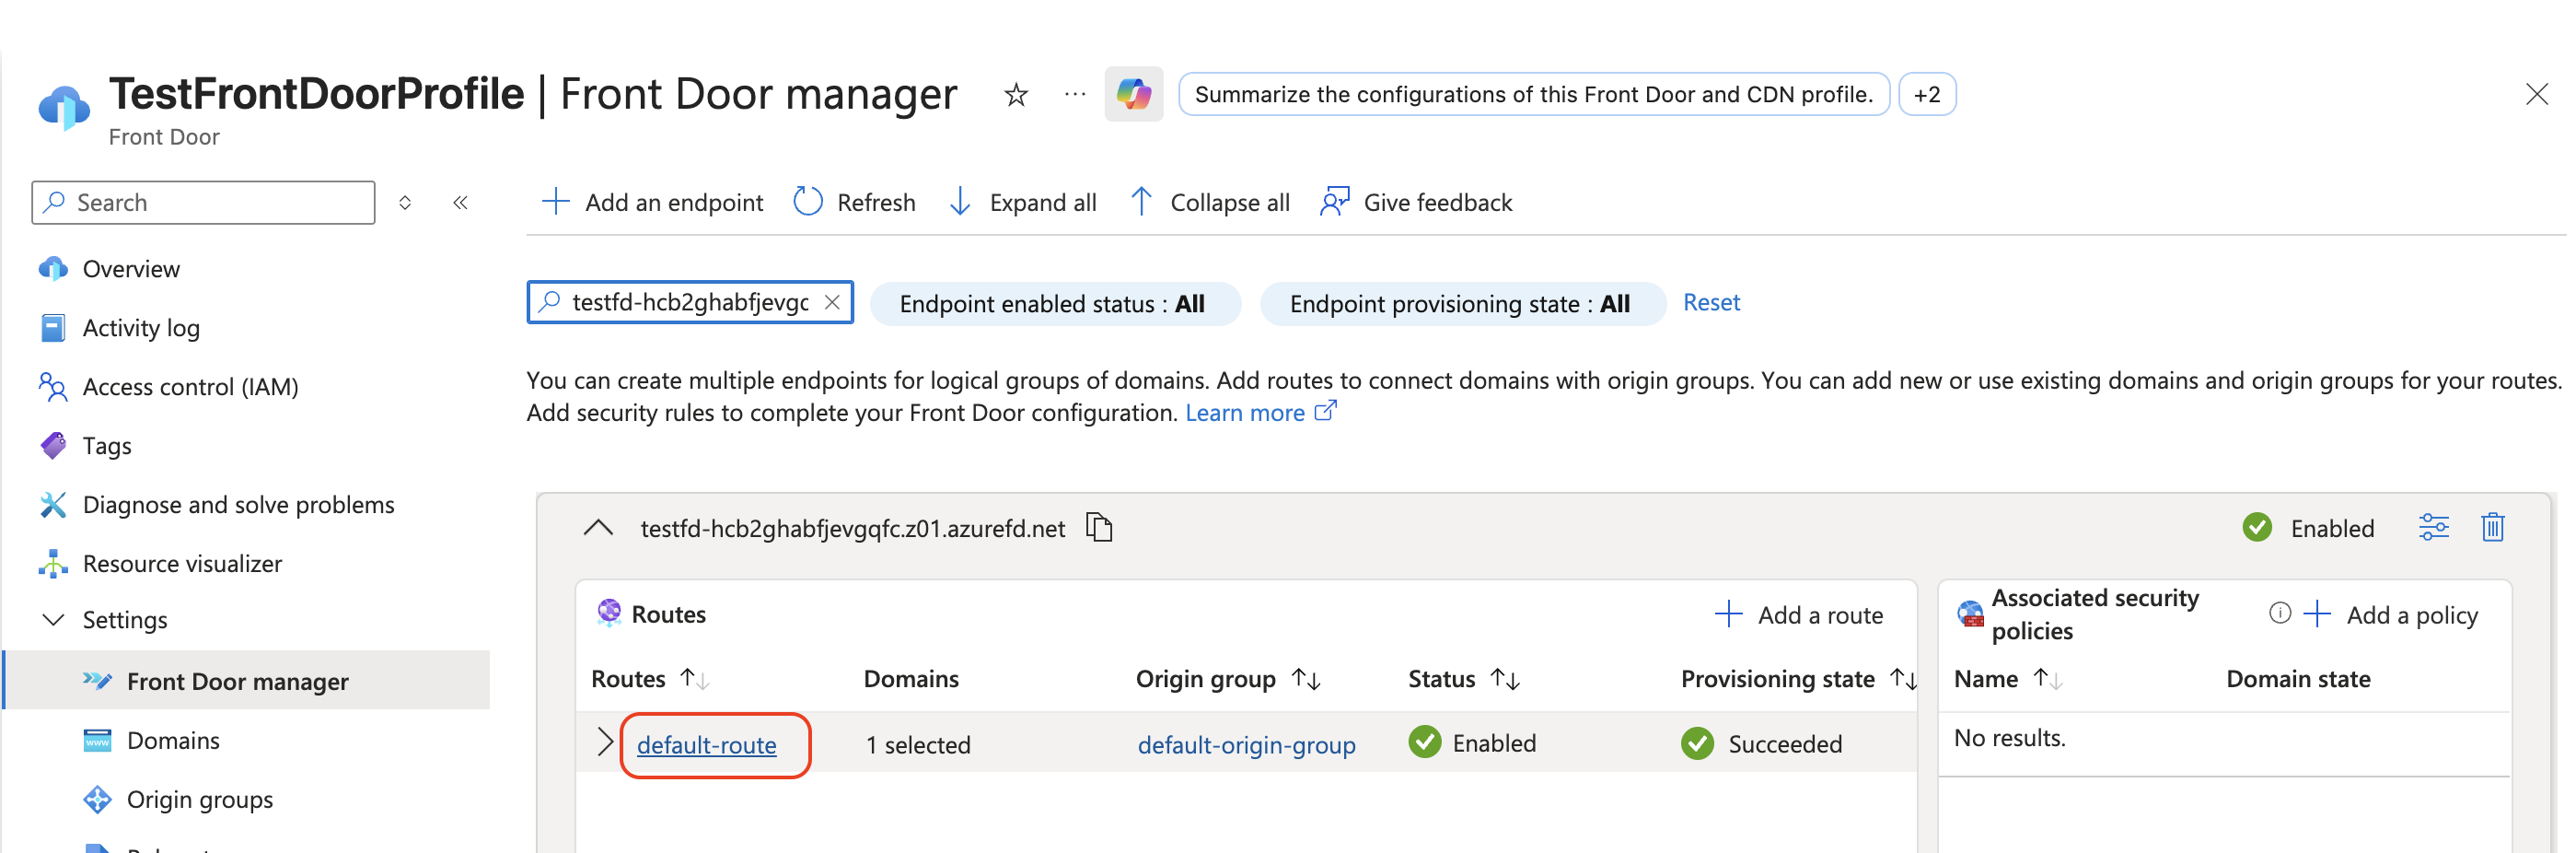 TestFrontDoorProfile | Front Door manager
Summarize the configurations of this Front Door and CDN profile.
+2
Front Door
Search
Add an endpoint
Refresh
Expand all
Collapse all
Give feedback
Overview
Activity log
Access control (IAM)
Tags
Diagnose and solve problems
Resource visualizer
Settings
Front Door manager
Domains
Origin groups
testfd-hcb2ghabfjevgc
Endpoint enabled status : All
Endpoint provisioning state : All
Reset
You can create multiple endpoints for logical groups of domains. Add routes to connect domains with origin groups. You can add new or use existing domains and origin groups for your routes.
Add security rules to complete your Front Door configuration. Learn more
testfd-hcb2ghabfjevgqfc.z01.azurefd.net
Enabled
Routes
Add a route
Routes
Domains
Origin group
Status
Provisioning state
default-route
1 selected
default-origin-group
Enabled
Succeeded
Associated security
policies
Add a policy
Name
Domain state
No results.